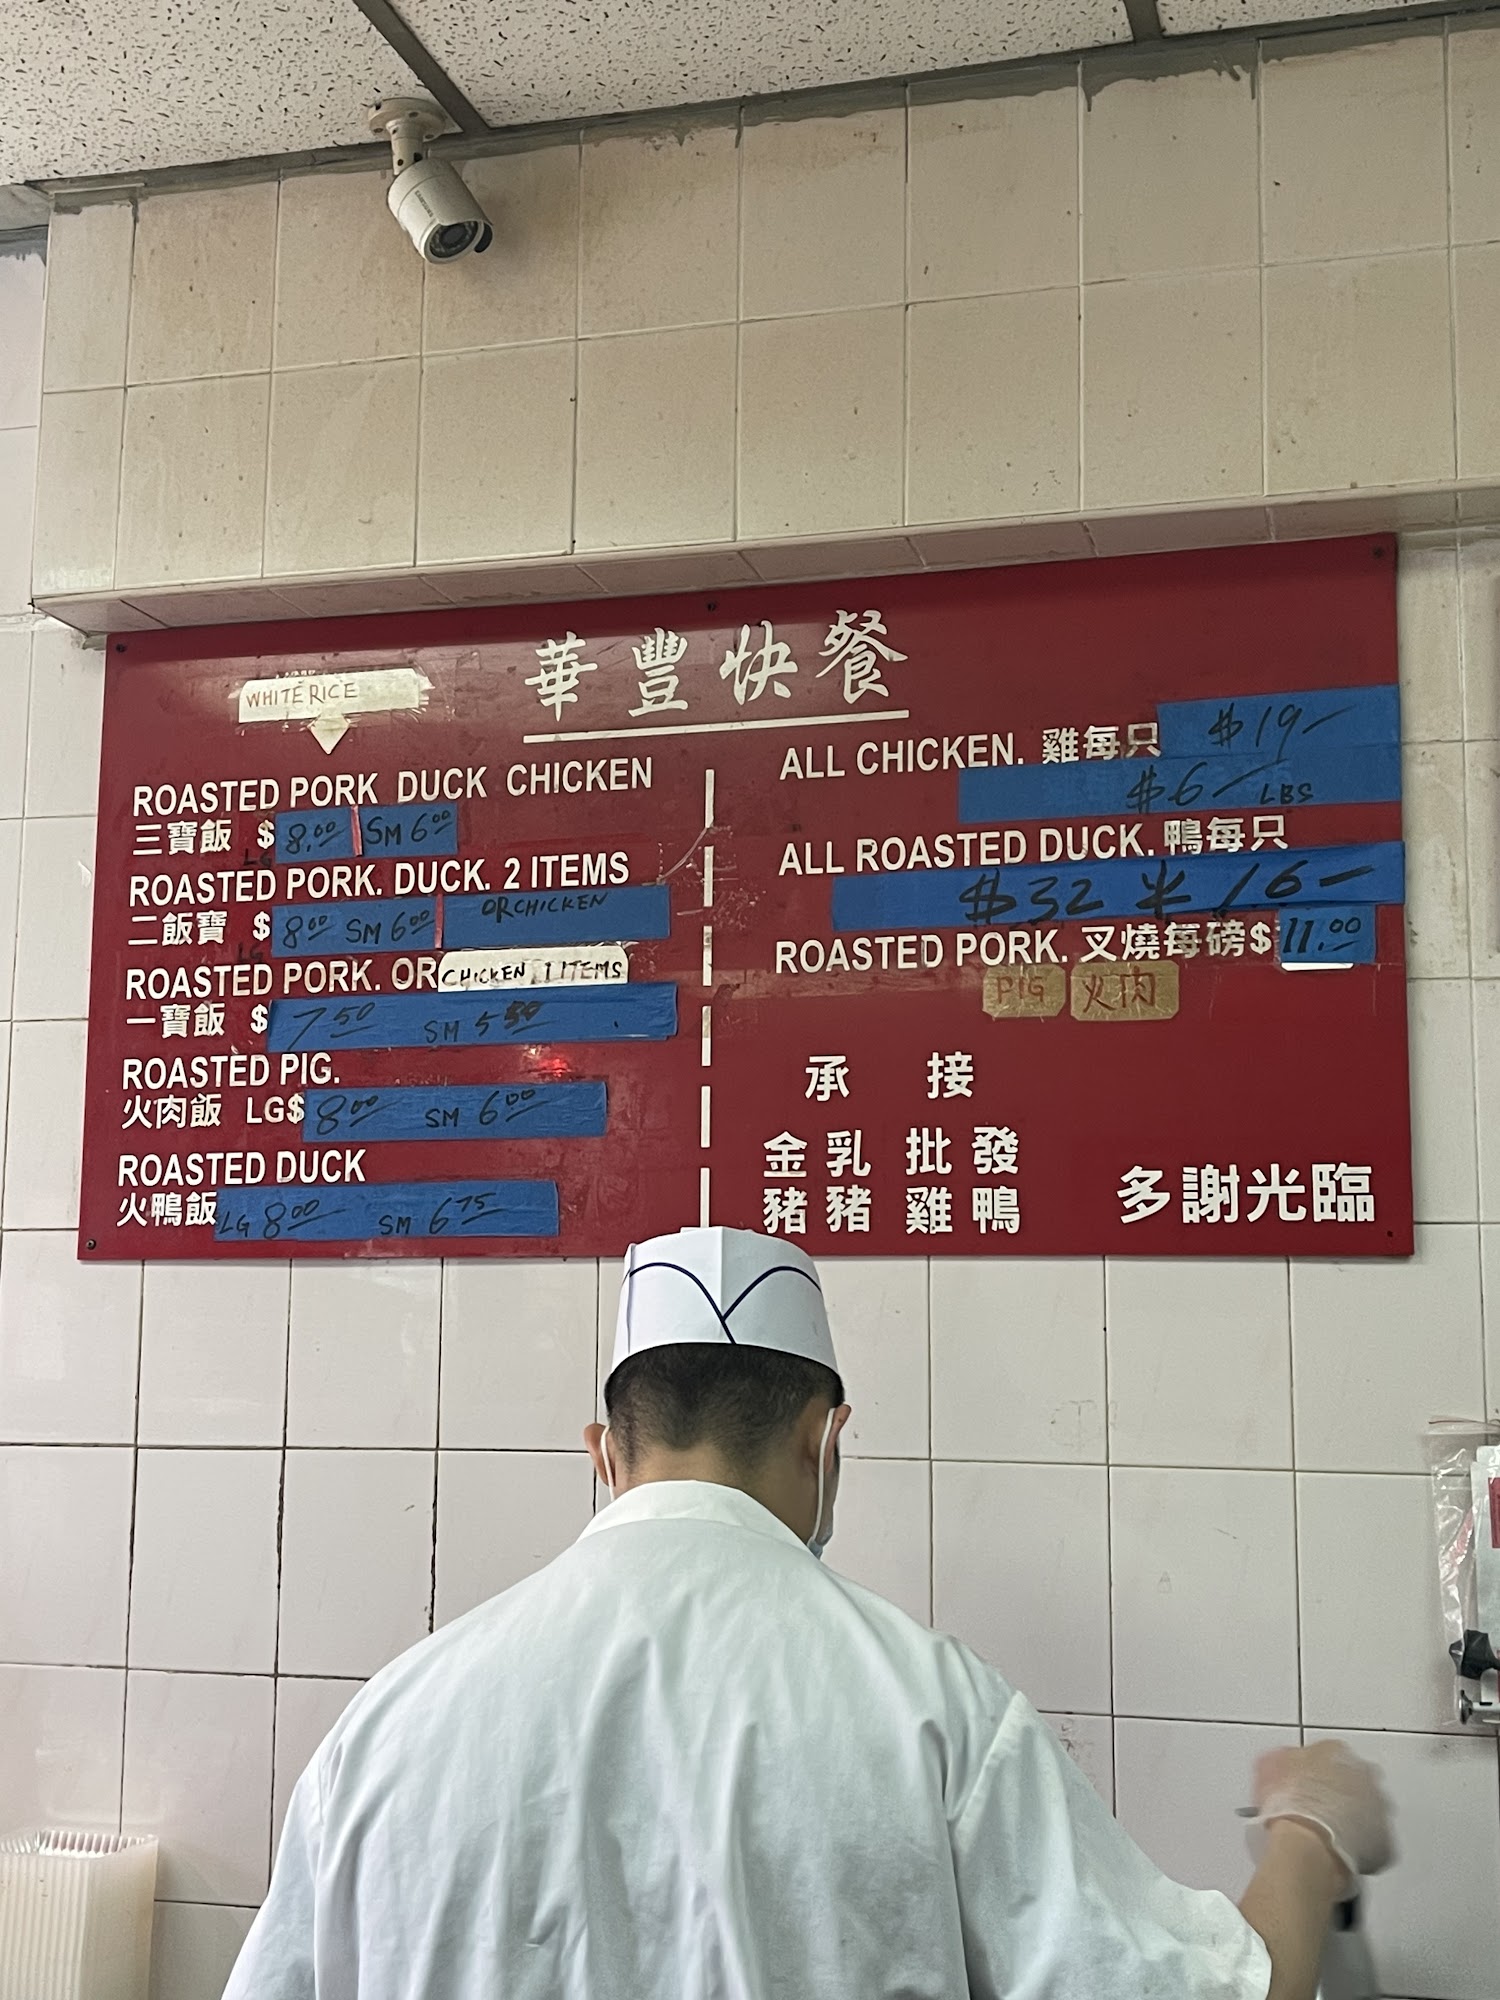 華豐快餐
WHITE RICE
ROASTED PORK DUCK CHICKEN
三寶飯 $ 8.00 SM 6.00
LG
ROASTED PORK. DUCK. 2 ITEMS
二飯寶 $ 8.00 SM 6.00 OR CHICKEN
LG
ROASTED PORK. OR CHICKEN 1 ITEMS
一寶飯 $ 7.50 SM 5.50
ROASTED PIG.
火肉飯 LG$ 8.00 SM 6.00
ROASTED DUCK
火鴨飯 LG 8.00 SM 6.75
ALL CHICKEN. 雞每只 $19-
$6- LBS
ALL ROASTED DUCK. 鴨每只
$32 半 16-
ROASTED PORK. 叉燒每磅$ 11.00
PIG 火肉
承接
金乳批發
豬豬雞鴨
多謝光臨